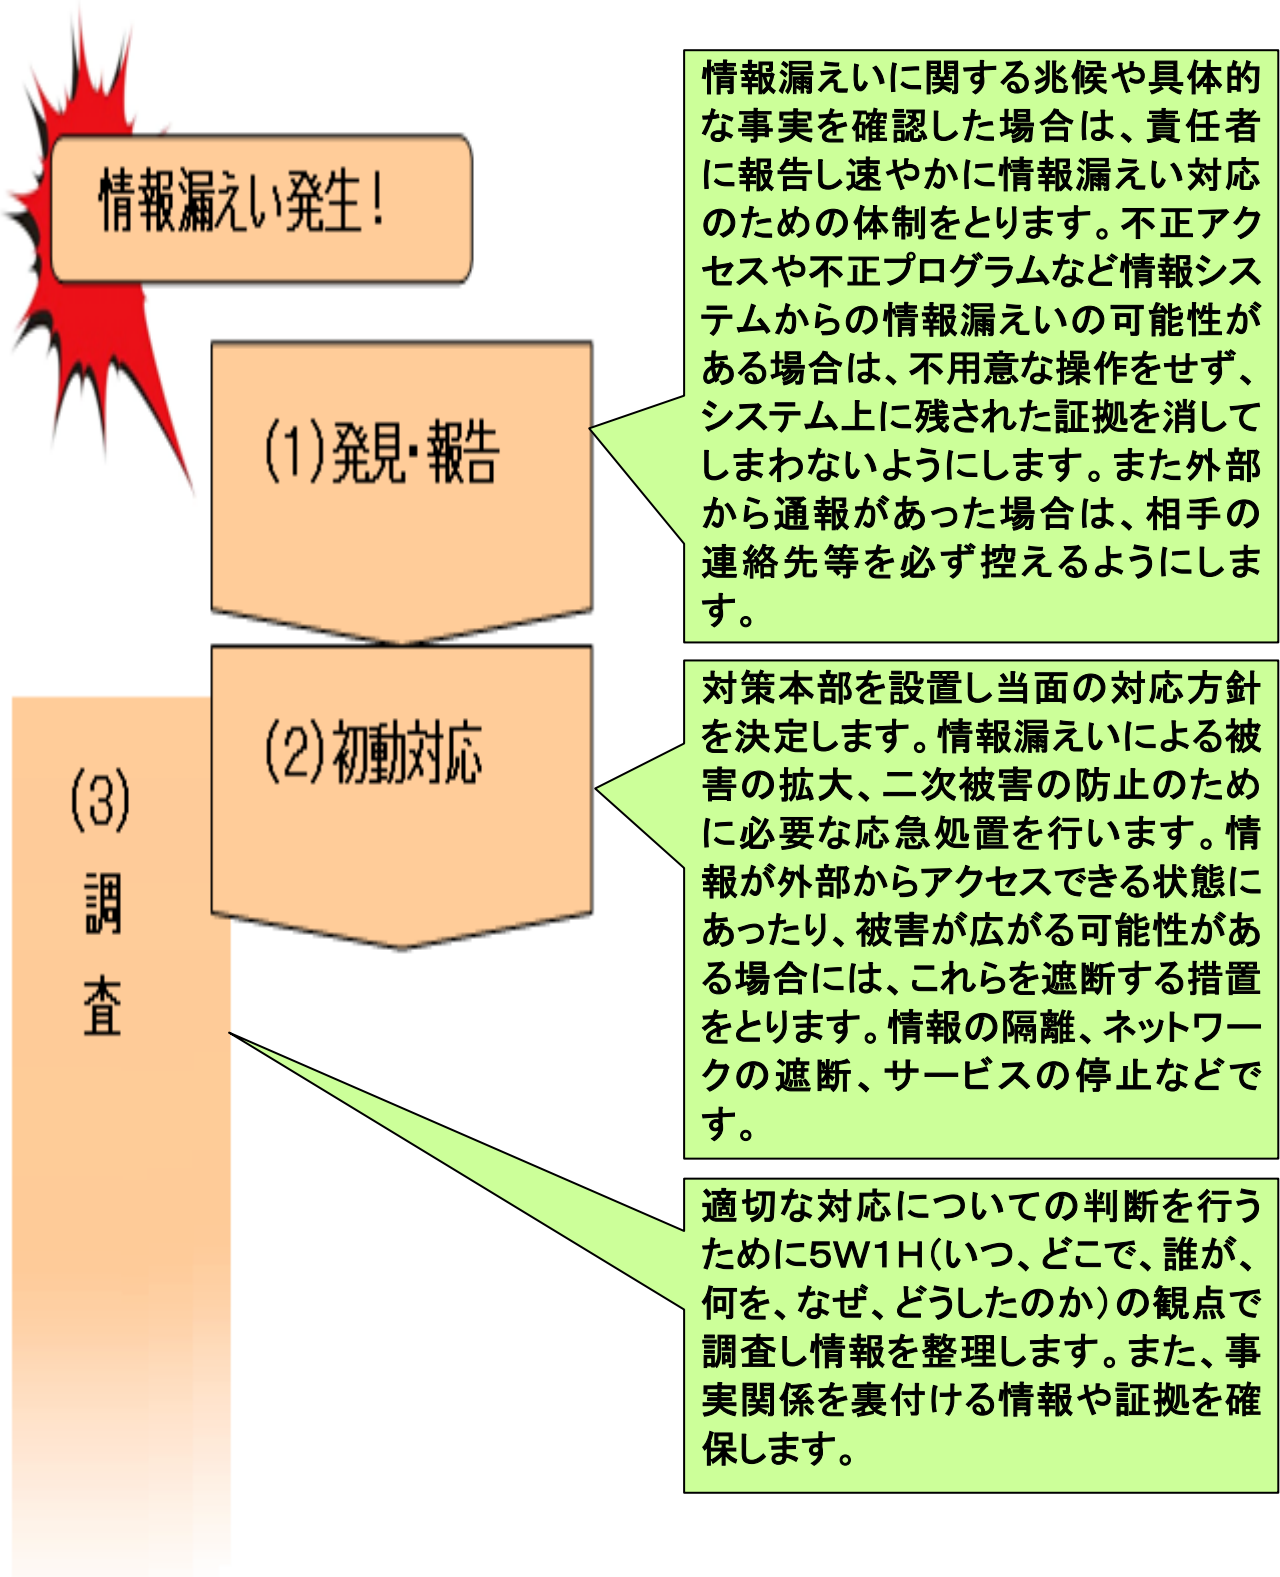 情報漏えい発生！
(1)発見・報告
情報漏えいに関する兆候や具体的
な事実を確認した場合は、責任者
に報告し速やかに情報漏えい対応
のための体制をとります。不正アク
セスや不正プログラムなど情報シス
テムからの情報漏えいの可能性が
ある場合は、不用意な操作をせず、
システム上に残された証拠を消して
しまわないようにします。また外部
から通報があった場合は、相手の
連絡先等を必ず控えるようにしま
す。
(2)初動対応
対策本部を設置し当面の対応方針
を決定します。情報漏えいによる被
害の拡大、二次被害の防止のため
に必要な応急処置を行います。情
報が外部からアクセスできる状態に
あったり、被害が広がる可能性があ
る場合には、これらを遮断する措置
をとります。情報の隔離、ネットワー
クの遮断、サービスの停止などで
す。
(3)
調
査
適切な対応についての判断を行う
ために5W1H(いつ、どこで、誰が、
何を、なぜ、どうしたのか)の観点で
調査し情報を整理します。また、事
実関係を裏付ける情報や証拠を確
保します。